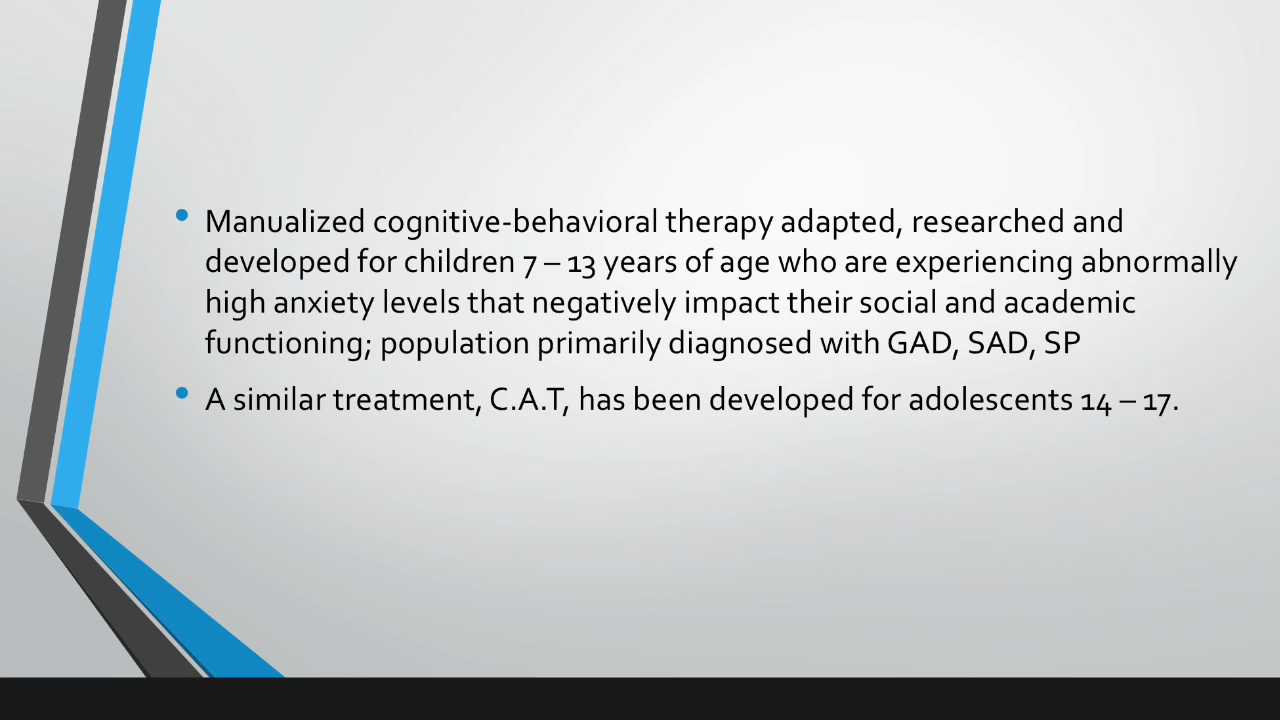 • Manualized cognitive-behavioral therapy adapted, researched and
developed for children 7 – 13 years of age who are experiencing abnormally
high anxiety levels that negatively impact their social and academic
functioning; population primarily diagnosed with GAD, SAD, SP
• A similar treatment, C.A.T, has been developed for adolescents 14 – 17.